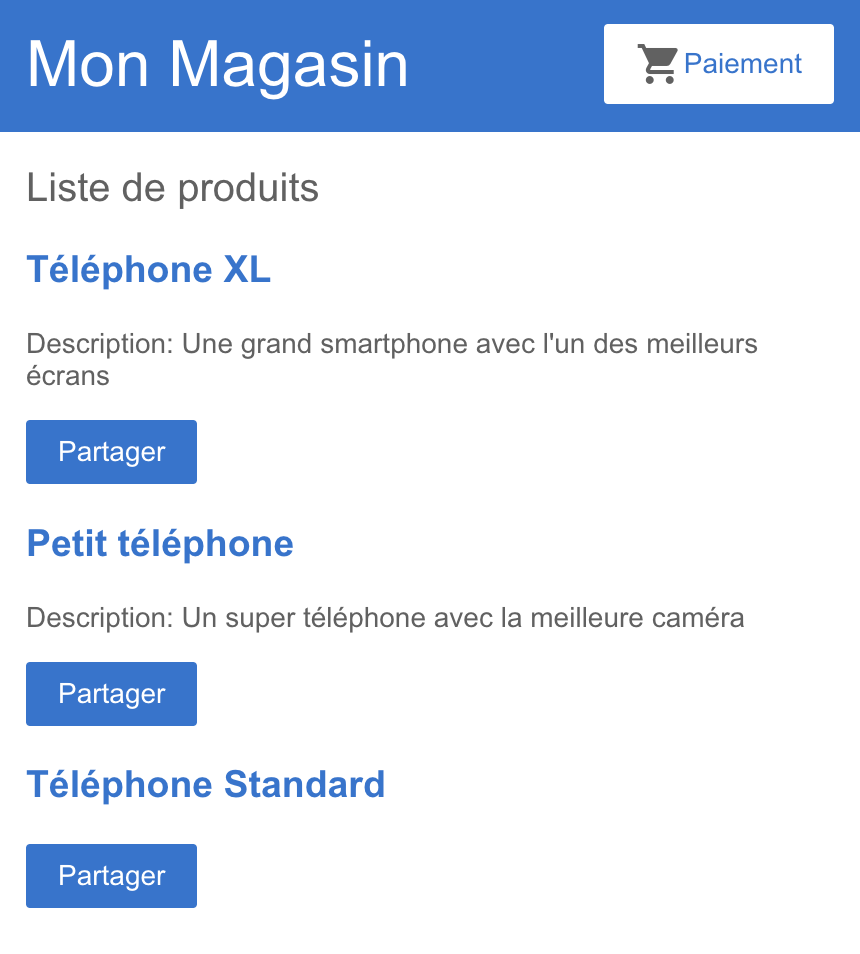 Mon Magasin
Paiement
Liste de produits
Téléphone XL
Description: Une grand smartphone avec l'un des meilleurs
écrans
Partager
Petit téléphone
Description: Un super téléphone avec la meilleure caméra
Partager
Téléphone Standard
Partager